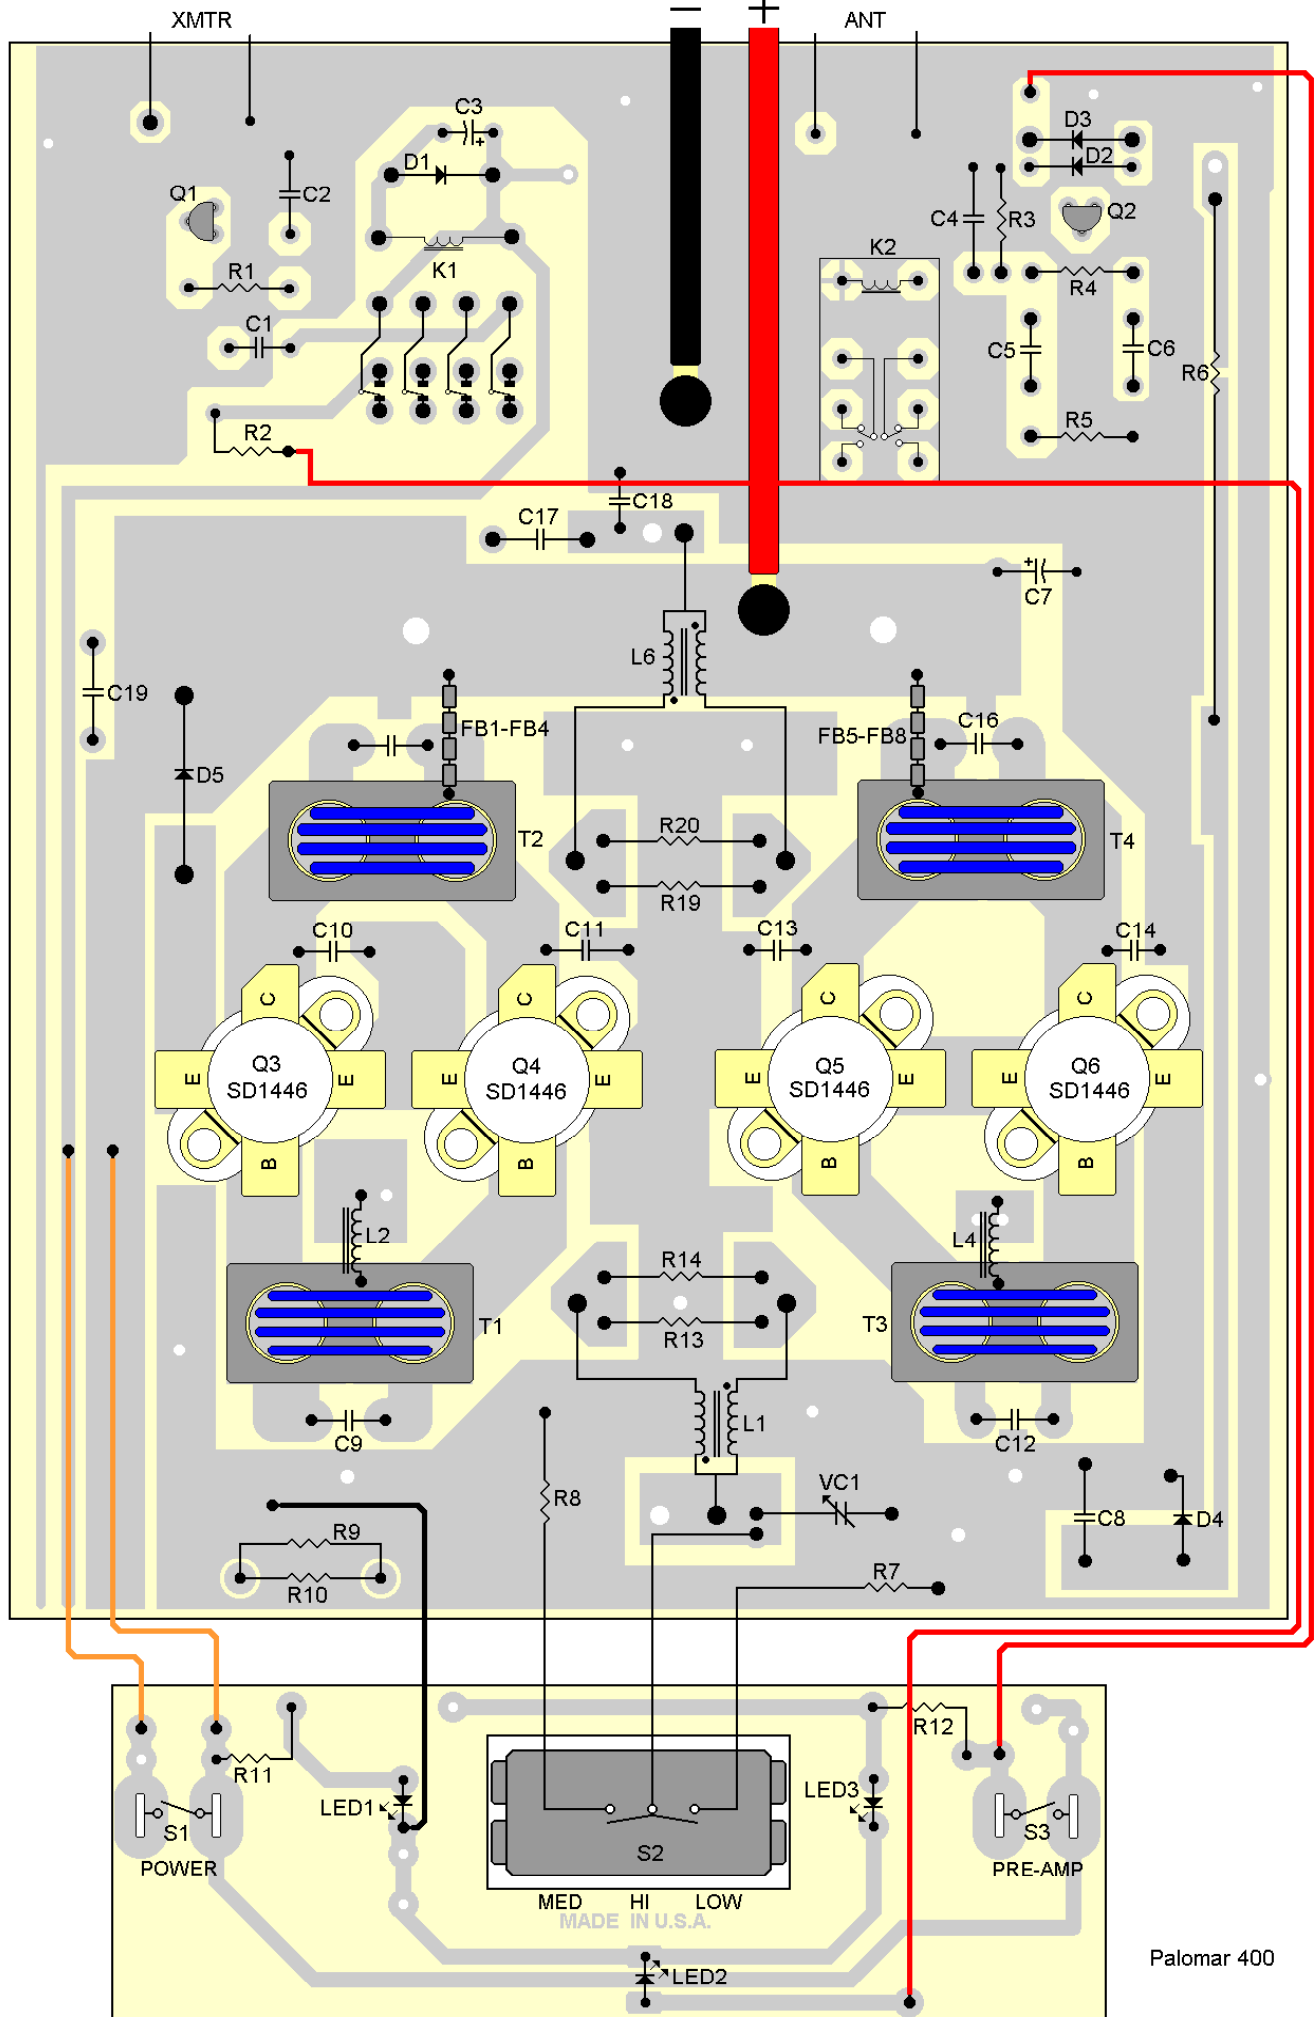 XMTR
−
+
ANT
C3
D3
D1
D2
Q1
C2
C4
R3
Q2
K2
K1
R1
R4
C1
C5
C6
R6
R2
R5
C18
C17
+
C7
L6
C19
FB1-FB4
FB5-FB8
C16
D5
R20
T2
T4
R19
C10
C11
C13
C14
C
C
C
C
E
Q3
SD1446
E
E
Q4
SD1446
E
E
Q5
SD1446
E
E
Q6
SD1446
E
B
B
B
B
L2
L4
R14
T1
R13
T3
L1
C9
C12
R8
VC1
C8
D4
R9
R10
R7
R12
R11
LED1
LED3
S1
S2
S3
POWER
PRE-AMP
MED HI LOW
MADE IN U.S.A.
LED2
Palomar 400